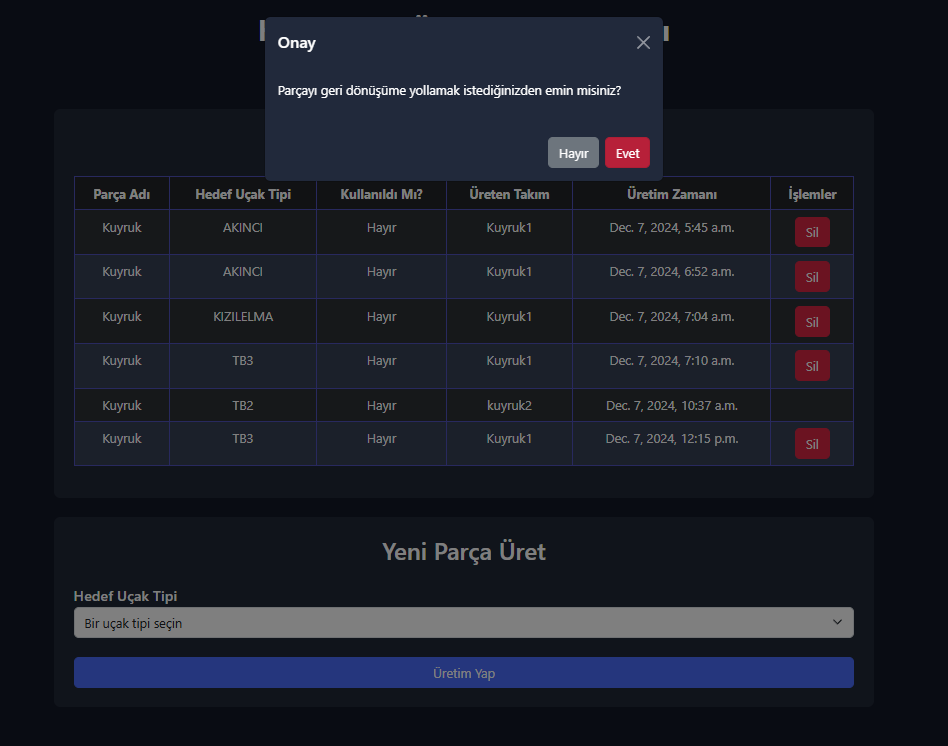 Onay
Parçayı geri dönüşüme yollamak istediğinizden emin misiniz?
Hayır Evet
Parça Adı Hedef Uçak Tipi Kullanıldı Mı? Üreten Takım Üretim Zamanı İşlemler
Kuyruk AKINCI Hayır Kuyruk1 Dec. 7, 2024, 5:45 a.m. Sil
Kuyruk AKINCI Hayır Kuyruk1 Dec. 7, 2024, 6:52 a.m. Sil
Kuyruk KIZILELMA Hayır Kuyruk1 Dec. 7, 2024, 7:04 a.m. Sil
Kuyruk TB3 Hayır Kuyruk1 Dec. 7, 2024, 7:10 a.m. Sil
Kuyruk TB2 Hayır kuyruk2 Dec. 7, 2024, 10:37 a.m.
Kuyruk TB3 Hayır Kuyruk1 Dec. 7, 2024, 12:15 p.m. Sil
Yeni Parça Üret
Hedef Uçak Tipi
Bir uçak tipi seçin
Üretim Yap